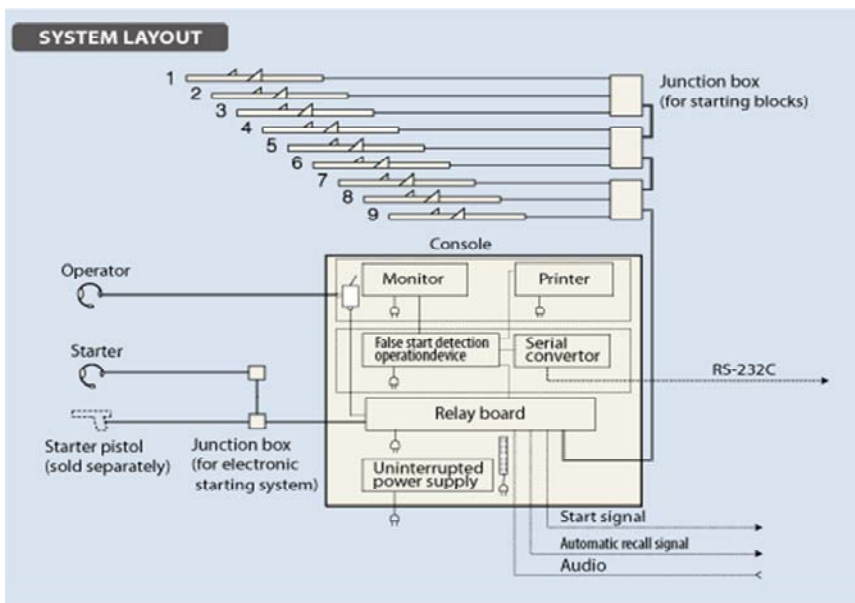 SYSTEM LAYOUT
1
2
3
4
5
6
7
8
9
Junction box
(for starting blocks)
Console
Operator
Monitor
Printer
Starter
False start detection
operationdevice
Serial
convertor
RS-232C
Relay board
Starter pistol
(sold separately)
Junction box
(for electronic
starting system)
Uninterrupted
power supply
Start signal
Automatic recall signal
Audio